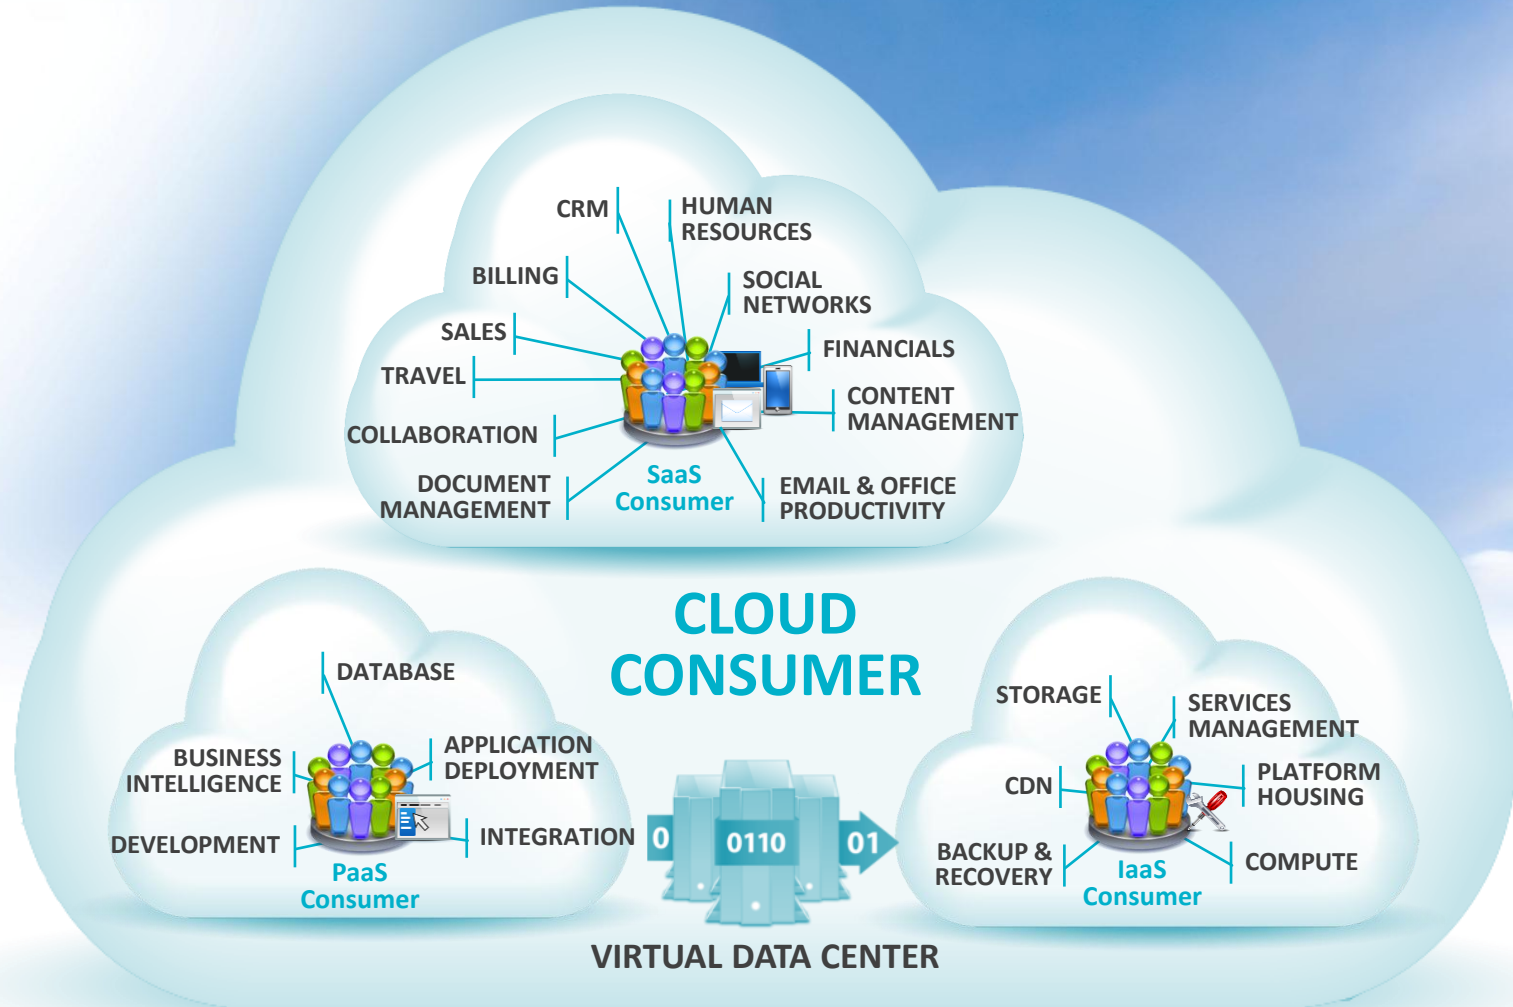 CRM
HUMAN
RESOURCES
BILLING
SOCIAL
NETWORKS
SALES
FINANCIALS
TRAVEL
CONTENT
MANAGEMENT
COLLABORATION
DOCUMENT
MANAGEMENT
SaaS
Consumer
EMAIL & OFFICE
PRODUCTIVITY
CLOUD
CONSUMER
DATABASE
BUSINESS
INTELLIGENCE
APPLICATION
DEPLOYMENT
DEVELOPMENT
INTEGRATION
PaaS
Consumer
0 0110 01
VIRTUAL DATA CENTER
STORAGE
SERVICES
MANAGEMENT
CDN
PLATFORM
HOUSING
BACKUP &
RECOVERY
COMPUTE
IaaS
Consumer